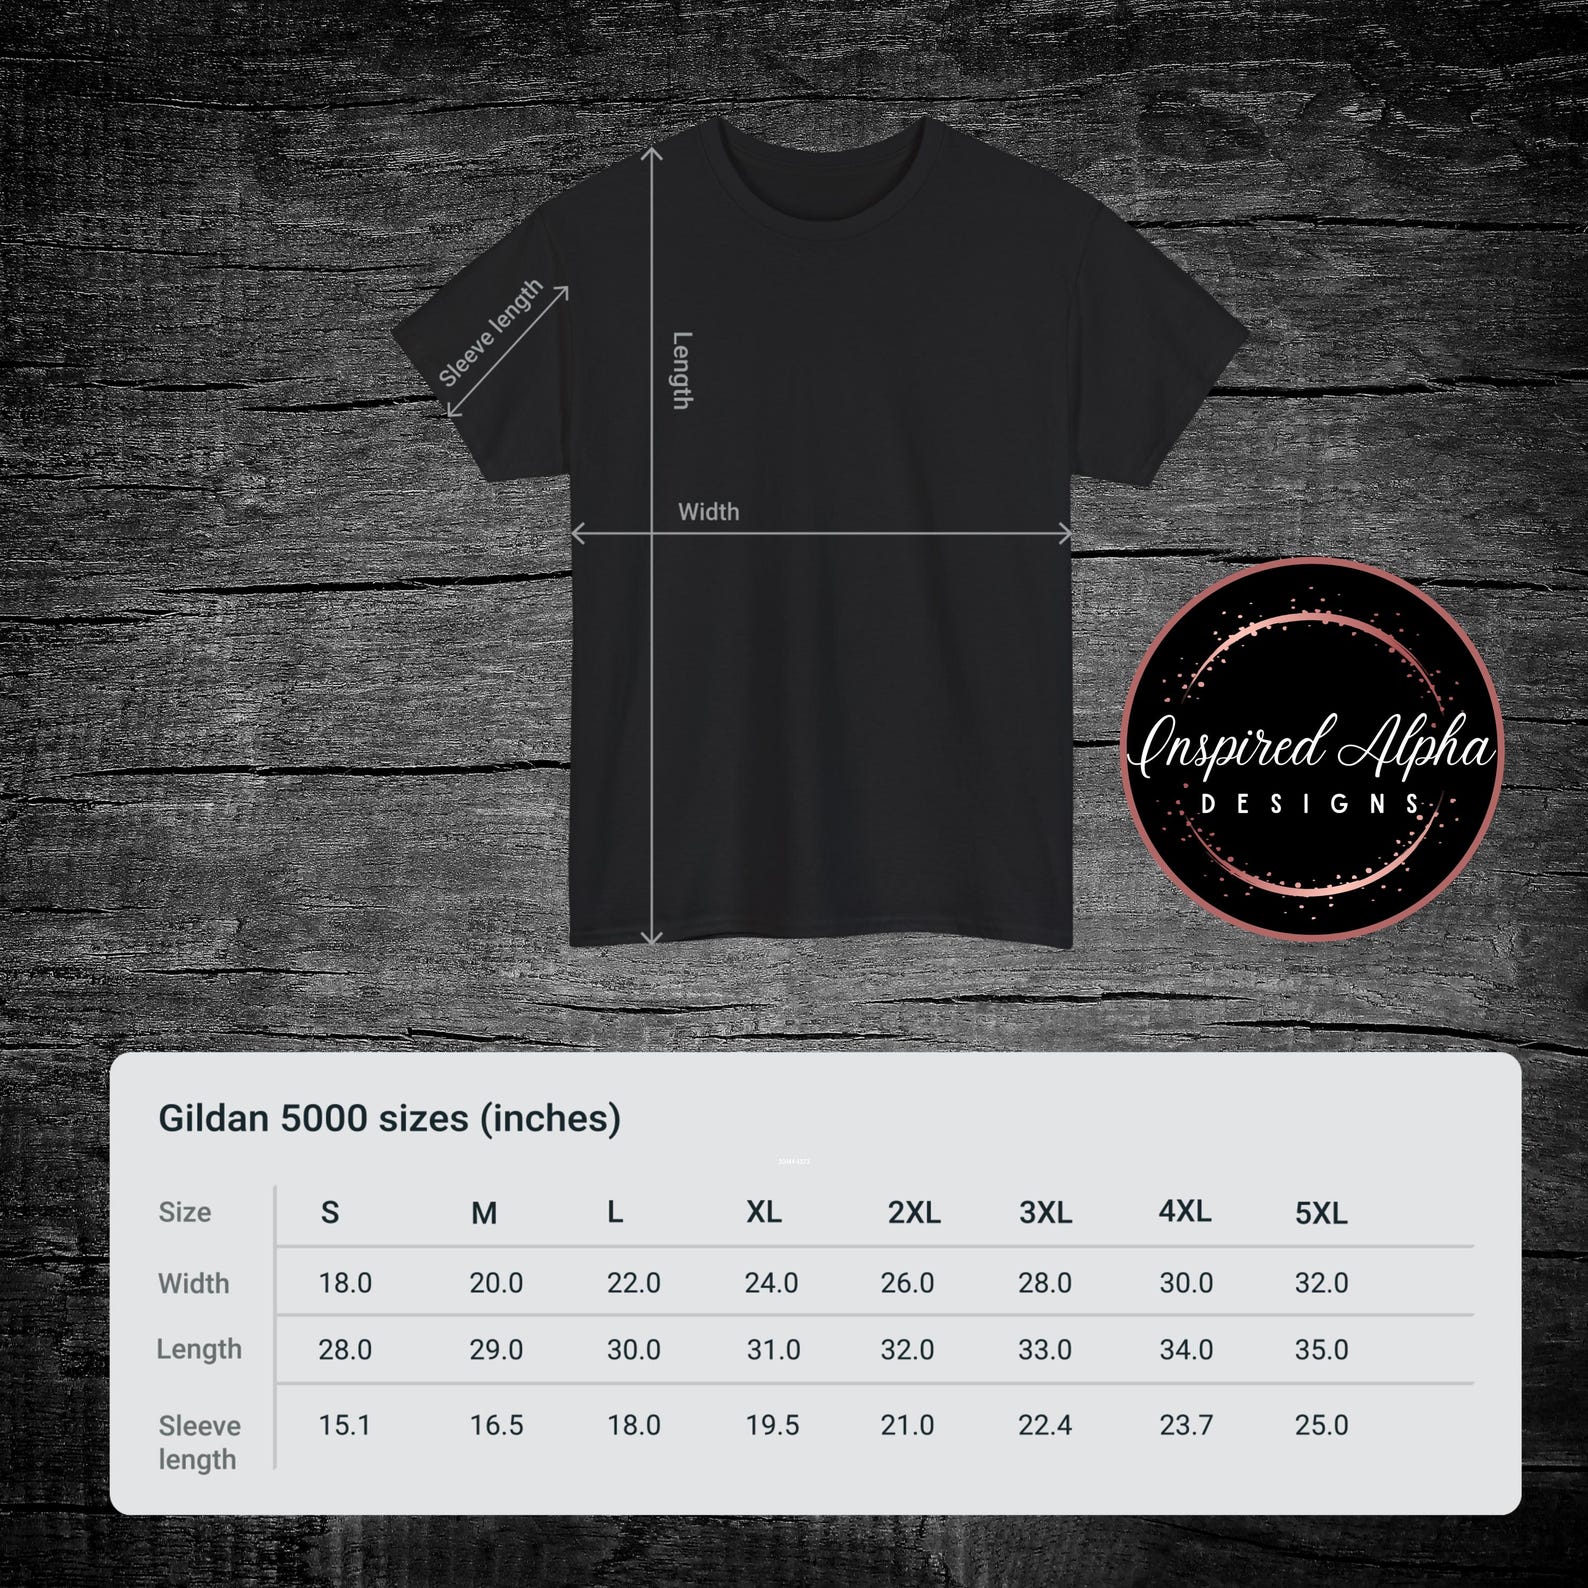 Sleeve length
Length
Width
Inspired Alpha
DESIGNS
Gildan 5000 sizes (inches)
Size S M L XL 2XL 3XL 4XL 5XL
Width 18.0 20.0 22.0 24.0 26.0 28.0 30.0 32.0
Length 28.0 29.0 30.0 31.0 32.0 33.0 34.0 35.0
Sleeve 15.1 16.5 18.0 19.5 21.0 22.4 23.7 25.0
length